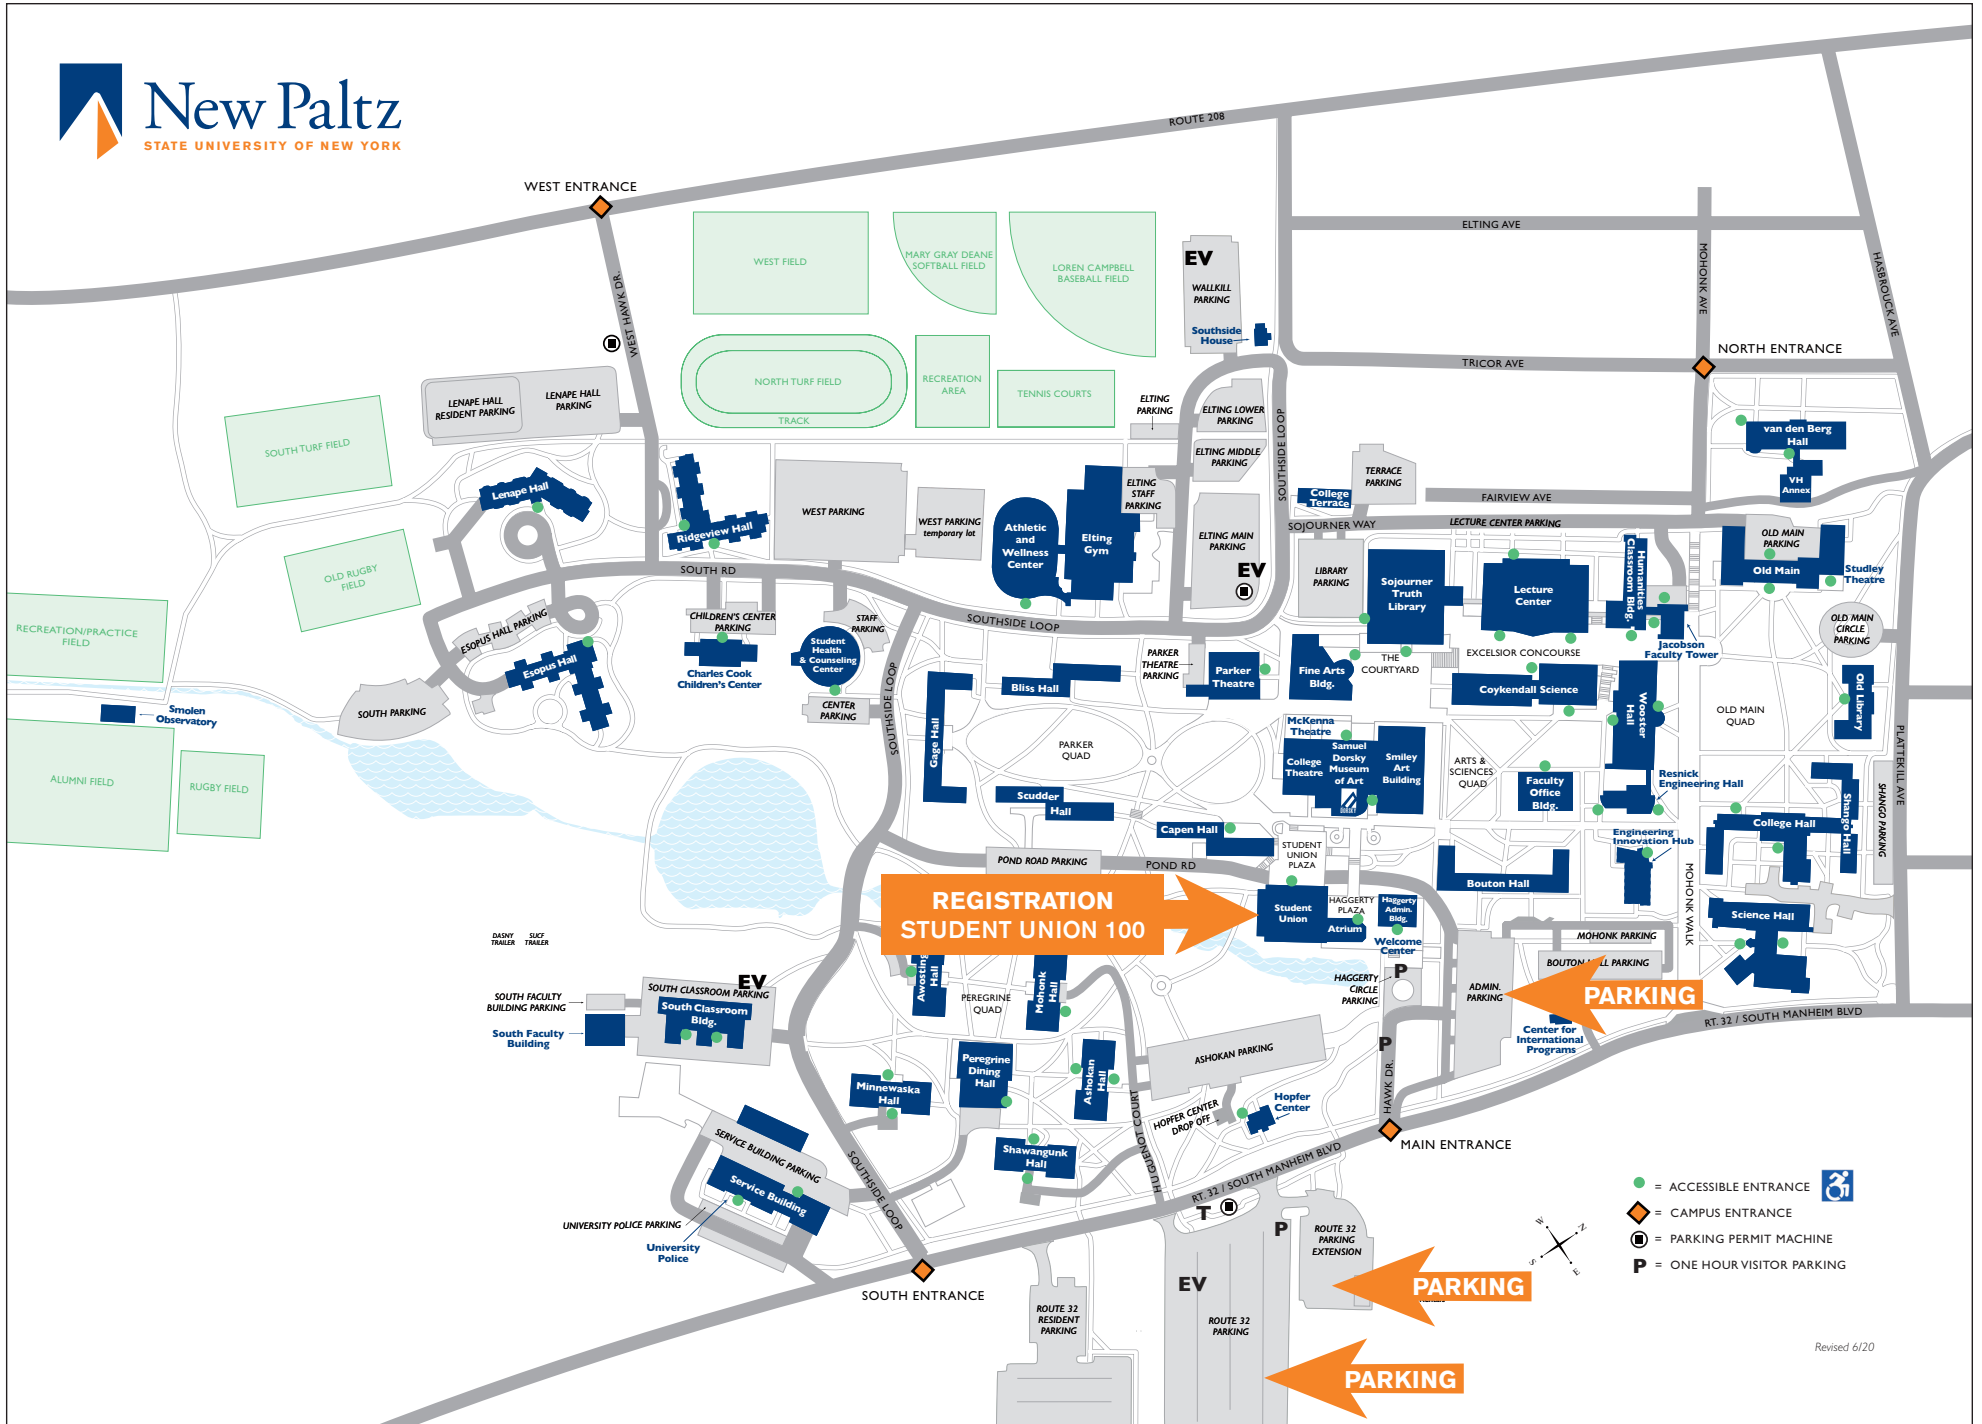 New Paltz
STATE UNIVERSITY OF NEW YORK
ROUTE 208
WEST ENTRANCE
WEST HAWK DR.
WEST FIELD
MARY GRAY DEANE
SOFTBALL FIELD
LOREN CAMPBELL
BASEBALL FIELD
EV
WALLKILL
PARKING
Southside
House
ELTING AVE
MOHONK AVE
HASBROUCK AVE
TRICOR AVE
NORTH ENTRANCE
LENAPE HALL
RESIDENT PARKING
LENAPE HALL
PARKING
NORTH TURF FIELD
TRACK
RECREATION
AREA
TENNIS COURTS
ELTING
PARKING
ELTING LOWER
PARKING
ELTING MIDDLE
PARKING
SOUTHSIDE LOOP
SOUTH TURF FIELD
van den Berg
Hall
VH
Annex
Lenape Hall
Ridgeview Hall
WEST PARKING
WEST PARKING
temporary lot
Athletic
and
Wellness
Center
Elting
Gym
ELTING
STAFF
PARKING
ELTING MAIN
PARKING
EV
TERRACE
PARKING
College
Terrace
FAIRVIEW AVE
SOJOURNER WAY
LECTURE CENTER PARKING
OLD MAIN
PARKING
Old Main
Studley
Theatre
OLD RUGBY
FIELD
SOUTH RD
LIBRARY
PARKING
Sojourner
Truth
Library
Lecture
Center
Humanities
Classroom Bldg.
RECREATION/PRACTICE
FIELD
ESOPUS HALL PARKING
Esopus Hall
CHILDREN'S CENTER
PARKING
Charles Cook
Children's Center
STAFF
PARKING
Student
Health
& Counseling
Center
CENTER
PARKING
SOUTHSIDE LOOP
SOUTHSIDE LOOP
PARKER
THEATRE
PARKING
Parker
Theatre
Fine Arts
Bldg.
THE
COURTYARD
EXCELSIOR CONCOURSE
Jacobson
Faculty Tower
OLD MAIN
CIRCLE
PARKING
Coykendall Science
Wooster
Hall
OLD MAIN
QUAD
Old Library
PLATTEKILL AVE
Smolen
Observatory
SOUTH PARKING
Gage Hall
Bliss Hall
PARKER
QUAD
McKenna
Theatre
College
Theatre
Samuel
Dorsky
Museum
of Art
DORSKY
Smiley
Art
Building
ARTS &
SCIENCES
QUAD
Faculty
Office
Bldg.
Resnick
Engineering Hall
ALUMNI FIELD
RUGBY FIELD
Scudder
Hall
Capen Hall
STUDENT
UNION
PLAZA
Engineering
Innovation Hub
College Hall
Shango Hall
SHANGO PARKING
POND ROAD PARKING
POND RD
Bouton Hall
MOHONK WALK
REGISTRATION
STUDENT UNION 100
Student
Union
HAGGERTY
PLAZA
Atrium
Haggerty
Admin.
Bldg.
Welcome
Center
Science Hall
DASNY
TRAILER
SUCF
TRAILER
MOHONK PARKING
BOUTON HALL PARKING
PARKING
Awosting
Hall
Mohonk
Hall
PEREGRINE
QUAD
HAGGERTY
CIRCLE
PARKING
P
ADMIN.
PARKING
EV
SOUTH CLASSROOM PARKING
SOUTH FACULTY
BUILDING PARKING
South Classroom
Bldg.
South Faculty
Building
RT. 32 / SOUTH MANHEIM BLVD
Center for
International
Programs
P
HAWK DR.
ASHOKAN PARKING
Peregrine
Dining
Hall
Ashokan
Hall
Minnewaska
Hall
HUGUENOT COURT
HOPFER CENTER
DROP OFF
Hopfer
Center
MAIN ENTRANCE
SERVICE BUILDING PARKING
Service Building
Shawangunk
Hall
SOUTHSIDE LOOP
RT. 32 / SOUTH MANHEIM BLVD
UNIVERSITY POLICE PARKING
University
Police
SOUTH ENTRANCE
T
P
ROUTE 32
PARKING
EXTENSION
PARKING
EV
ROUTE 32
RESIDENT
PARKING
ROUTE 32
PARKING
PARKING
W
N
S
E
= ACCESSIBLE ENTRANCE
= CAMPUS ENTRANCE
= PARKING PERMIT MACHINE
P = ONE HOUR VISITOR PARKING
Revised 6/20